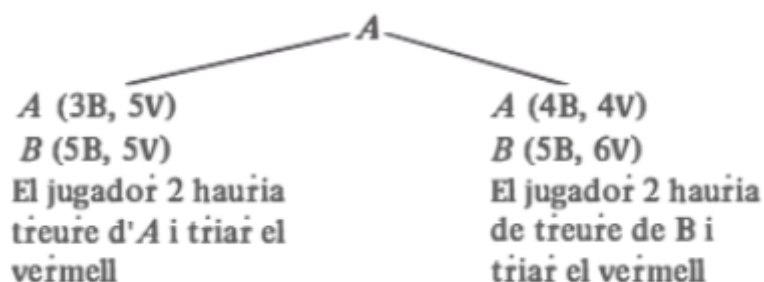 A
A (3B, 5V)
B (5B, 5V)
El jugador 2 hauria
treure d'A i triar el
vermell
A (4B, 4V)
B (5B, 6V)
El jugador 2 hauria
de treure de B i
triar el vermell